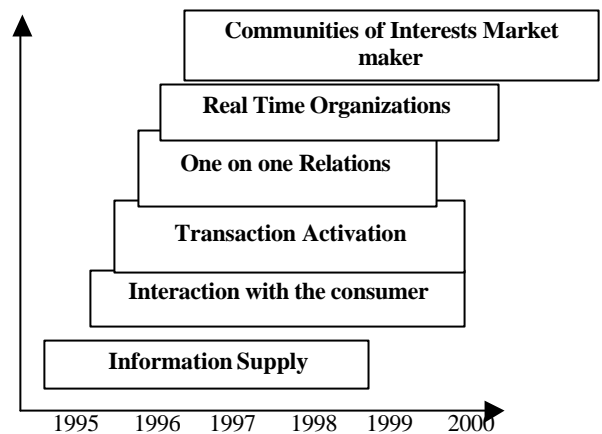 Communities of Interests Market
maker
Real Time Organizations
One on one Relations
Transaction Activation
Interaction with the consumer
Information Supply
1995 1996 1997 1998 1999 2000